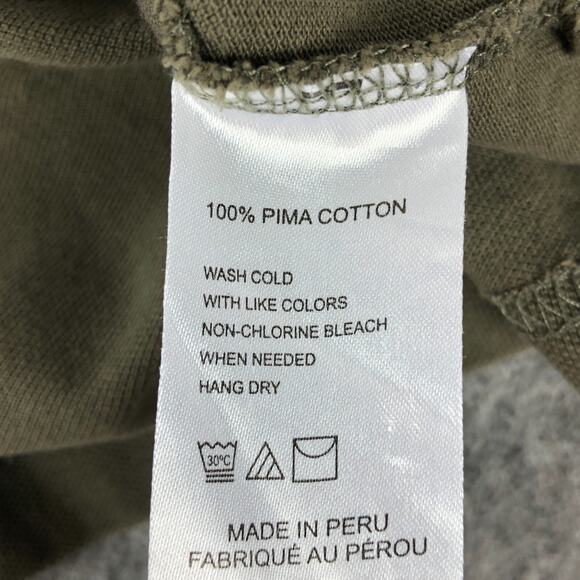 100% PIMA COTTON
WASH COLD
WITH LIKE COLORS
NON-CHLORINE BLEACH
WHEN NEEDED
HANG DRY
30°C
MADE IN PERU
FABRIQUÉ AU PÉROU